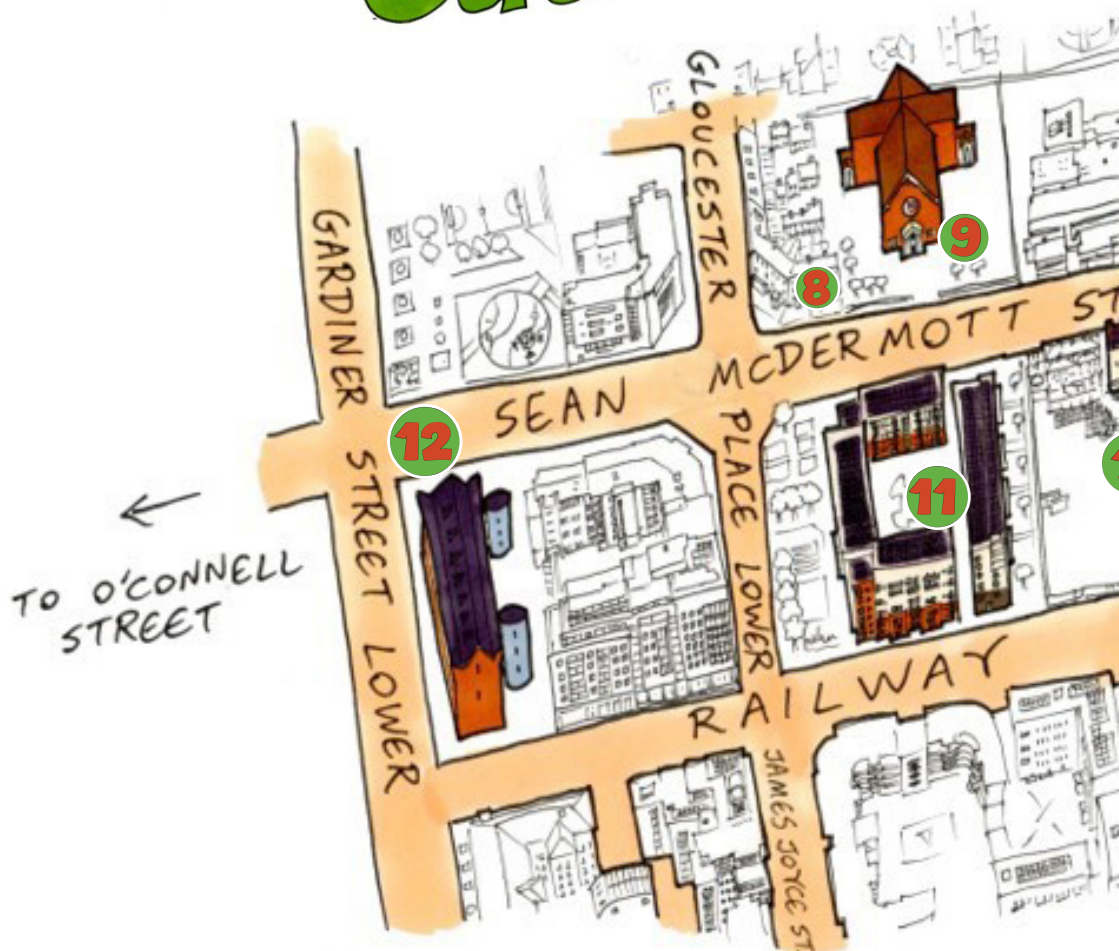 GARDINER STREET LOWER
GLOUCESTER PLACE LOWER
SEAN MCDERMOTT ST
RAILWAY
JAMES JOYCE ST
TO O'CONNELL
STREET
8
9
11
12